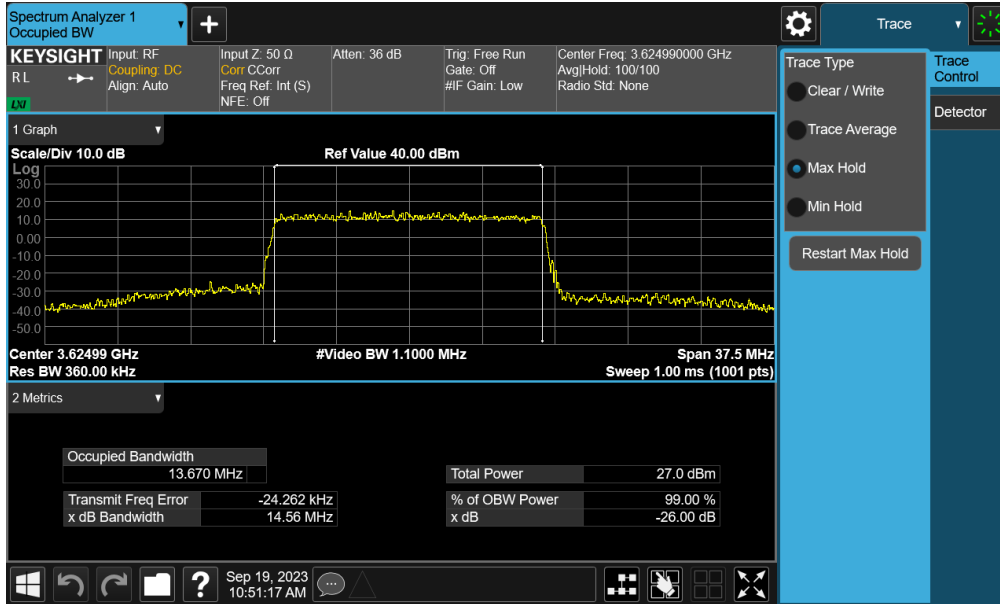 Spectrum Analyzer 1
Occupied BW
Trace
KEYSIGHT
R L
LXI
Input: RF
Coupling: DC
Align: Auto
Input Z: 50 Ω
Corr CCorr
Freq Ref: Int (S)
NFE: Off
Atten: 36 dB
Trig: Free Run
Gate: Off
#IF Gain: Low
Center Freq: 3.624990000 GHz
Avg|Hold: 100/100
Radio Std: None
1 Graph
Scale/Div 10.0 dB
Ref Value 40.00 dBm
Log
30.0
20.0
10.0
0.00
-10.0
-20.0
-30.0
-40.0
-50.0
Center 3.62499 GHz
#Video BW 1.1000 MHz
Span 37.5 MHz
Res BW 360.00 kHz
Sweep 1.00 ms (1001 pts)
2 Metrics
Occupied Bandwidth
13.670 MHz
Total Power 27.0 dBm
Transmit Freq Error -24.262 kHz
% of OBW Power 99.00 %
x dB Bandwidth 14.56 MHz
x dB -26.00 dB
Sep 19, 2023
10:51:17 AM
Trace Type
Clear / Write
Trace Average
Max Hold
Min Hold
Restart Max Hold
Trace
Control
Detector